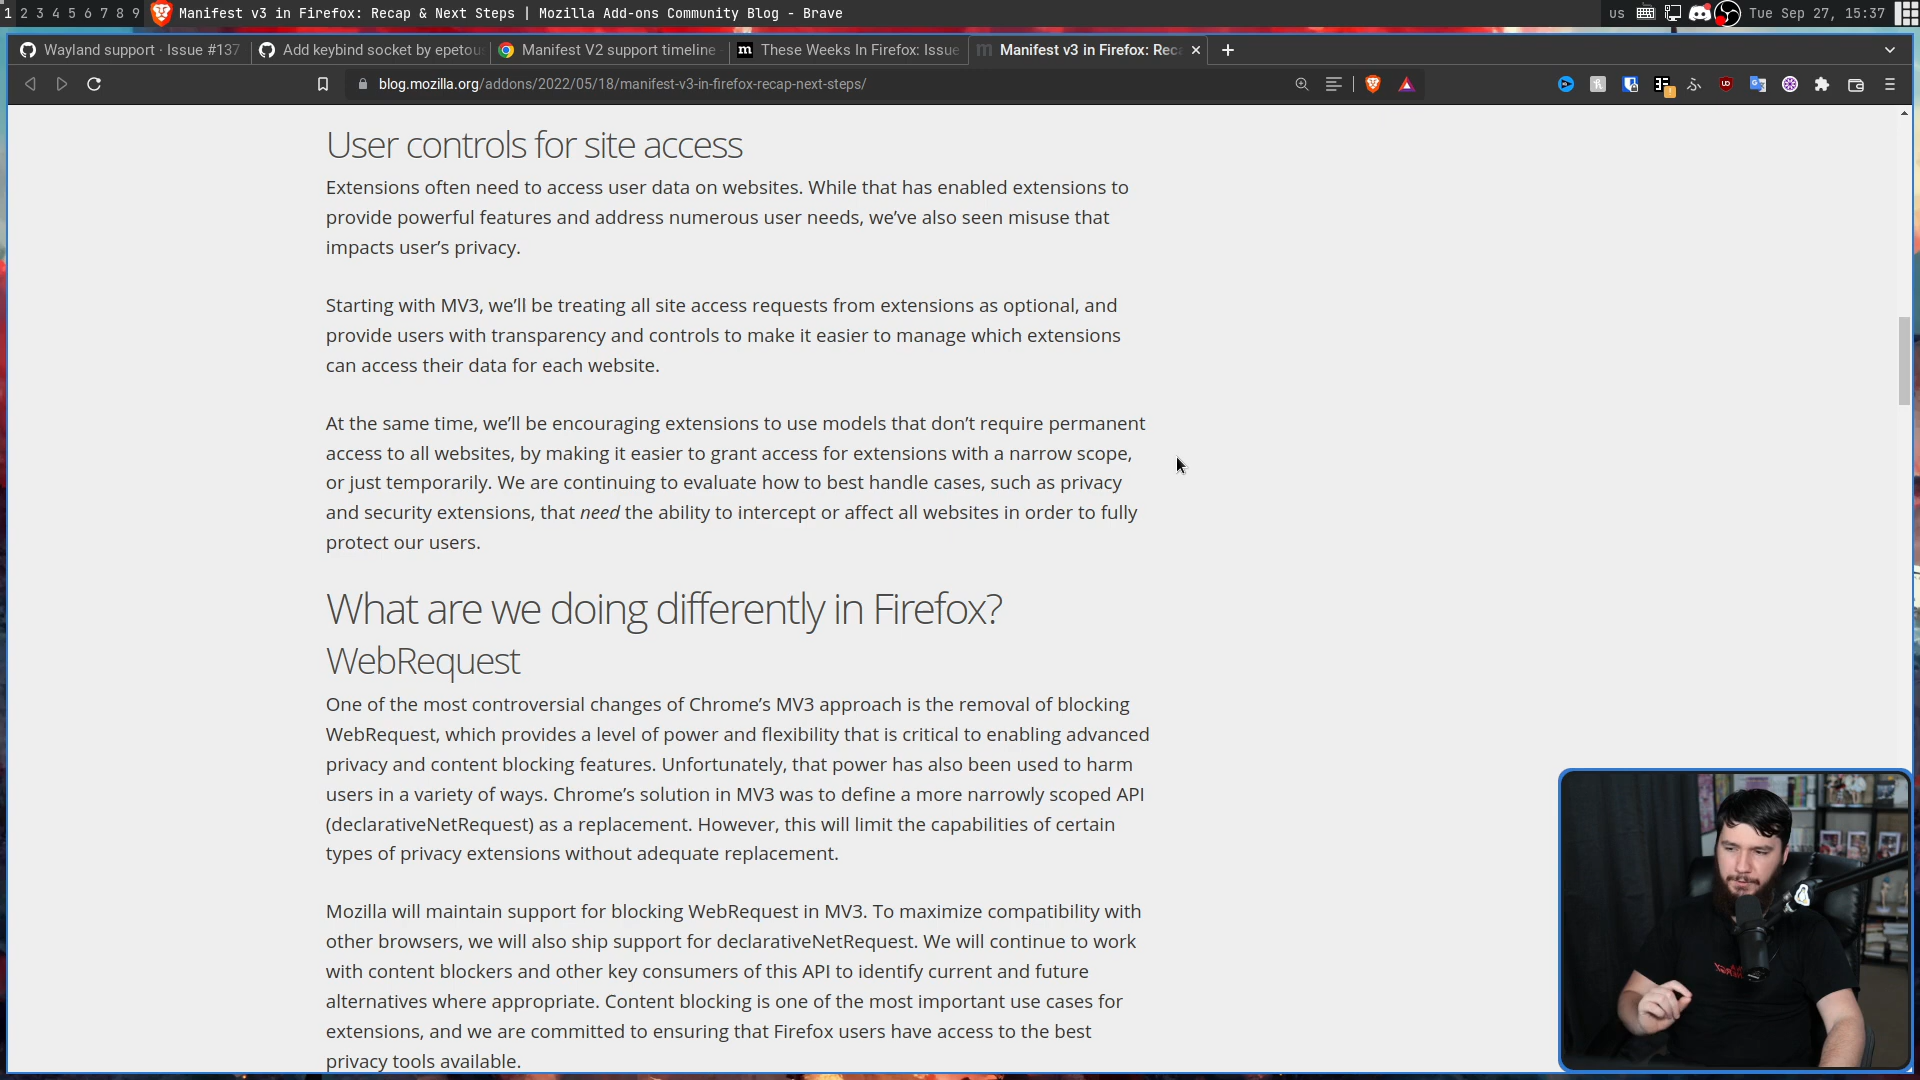 1 2 3 4 5 6 7 8 9 Manifest v3 in Firefox: Recap & Next Steps | Mozilla Add-ons Community Blog - Brave us Tue Sep 27, 15:37
Wayland support · Issue #137 Add keybind socket by epetou Manifest V2 support timeline These Weeks In Firefox: Issue Manifest v3 in Firefox: Rec
blog.mozilla.org/addons/2022/05/18/manifest-v3-in-firefox-recap-next-steps/
User controls for site access
Extensions often need to access user data on websites. While that has enabled extensions to
provide powerful features and address numerous user needs, we’ve also seen misuse that
impacts user’s privacy.
Starting with MV3, we’ll be treating all site access requests from extensions as optional, and
provide users with transparency and controls to make it easier to manage which extensions
can access their data for each website.
At the same time, we’ll be encouraging extensions to use models that don’t require permanent
access to all websites, by making it easier to grant access for extensions with a narrow scope,
or just temporarily. We are continuing to evaluate how to best handle cases, such as privacy
and security extensions, that need the ability to intercept or affect all websites in order to fully
protect our users.
What are we doing differently in Firefox?
WebRequest
One of the most controversial changes of Chrome’s MV3 approach is the removal of blocking
WebRequest, which provides a level of power and flexibility that is critical to enabling advanced
privacy and content blocking features. Unfortunately, that power has also been used to harm
users in a variety of ways. Chrome’s solution in MV3 was to define a more narrowly scoped API
(declarativeNetRequest) as a replacement. However, this will limit the capabilities of certain
types of privacy extensions without adequate replacement.
Mozilla will maintain support for blocking WebRequest in MV3. To maximize compatibility with
other browsers, we will also ship support for declarativeNetRequest. We will continue to work
with content blockers and other key consumers of this API to identify current and future
alternatives where appropriate. Content blocking is one of the most important use cases for
extensions, and we are committed to ensuring that Firefox users have access to the best
privacy tools available.